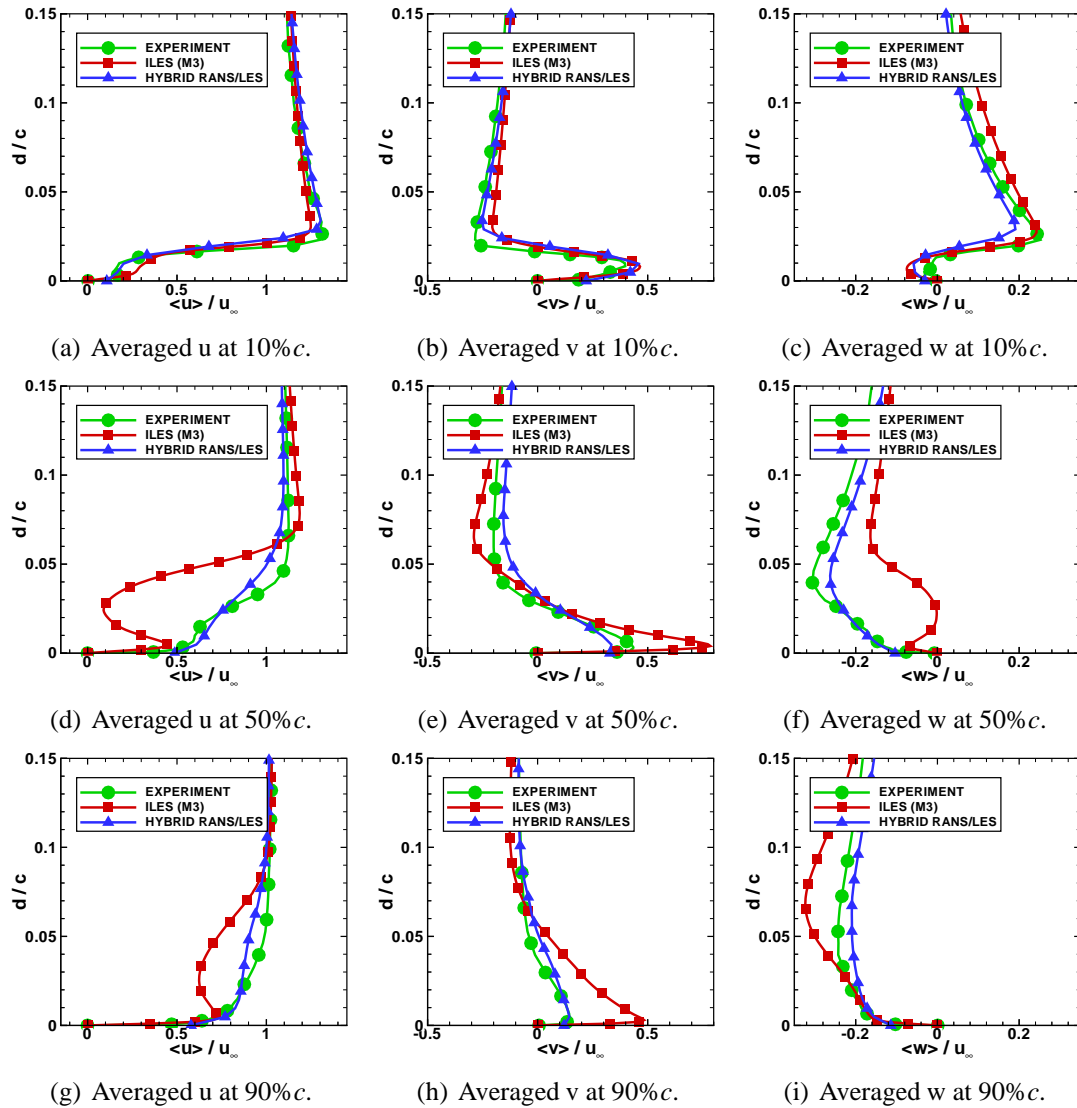 0.15
EXPERIMENT
ILES (M3)
HYBRID RANS/LES
0.1
d / c
0.05
0
0 1
<u> / u∞
(a) Averaged u at 10%c.
0.15
EXPERIMENT
ILES (M3)
HYBRID RANS/LES
0.1
d / c
0.05
0
-0.5 0 0.5
<v> / u∞
(b) Averaged v at 10%c.
0.15
EXPERIMENT
ILES (M3)
HYBRID RANS/LES
0.1
d / c
0.05
0
-0.2 0 0.2
<w> / u∞
(c) Averaged w at 10%c.
0.15
EXPERIMENT
ILES (M3)
HYBRID RANS/LES
0.1
d / c
0.05
0
0 0.5 1
<u> / u∞
(d) Averaged u at 50%c.
0.15
EXPERIMENT
ILES (M3)
HYBRID RANS/LES
0.1
d / c
0.05
0
-0.5 0 0.5
<v> / u∞
(e) Averaged v at 50%c.
0.15
EXPERIMENT
ILES (M3)
HYBRID RANS/LES
0.1
d / c
0.05
0
-0.2 0 0.2
<w> / u∞
(f) Averaged w at 50%c.
0.15
EXPERIMENT
ILES (M3)
HYBRID RANS/LES
0.1
d / c
0.05
0
0 0.5 1
<u> / u∞
(g) Averaged u at 90%c.
0.15
EXPERIMENT
ILES (M3)
HYBRID RANS/LES
0.1
d / c
0.05
0
-0.5 0 0.5
<v> / u∞
(h) Averaged v at 90%c.
0.15
EXPERIMENT
ILES (M3)
HYBRID RANS/LES
0.1
d / c
0.05
0
-0.2 0 0.2
<w> / u∞
(i) Averaged w at 90%c.